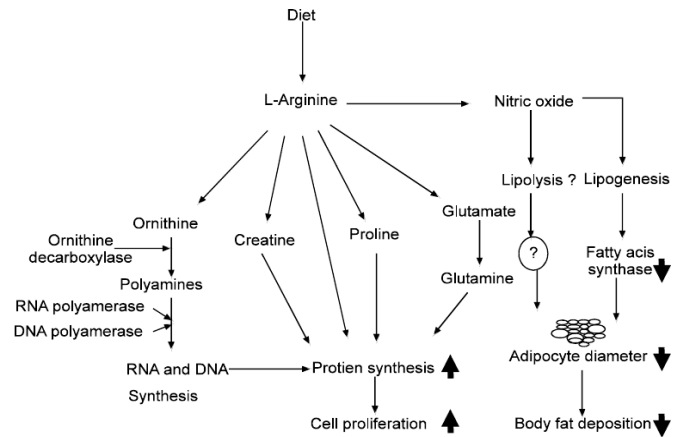 Diet
L-Arginine
Nitric oxide
Lipolysis ?
Lipogenesis
Ornithine
Creatine
Proline
Glutamate
Ornithine
decarboxylase
?
Fatty acis
synthase
Polyamines
Glutamine
RNA polyamerase
DNA polyamerase
RNA and DNA
Synthesis
Protien synthesis
Adipocyte diameter
Cell proliferation
Body fat deposition